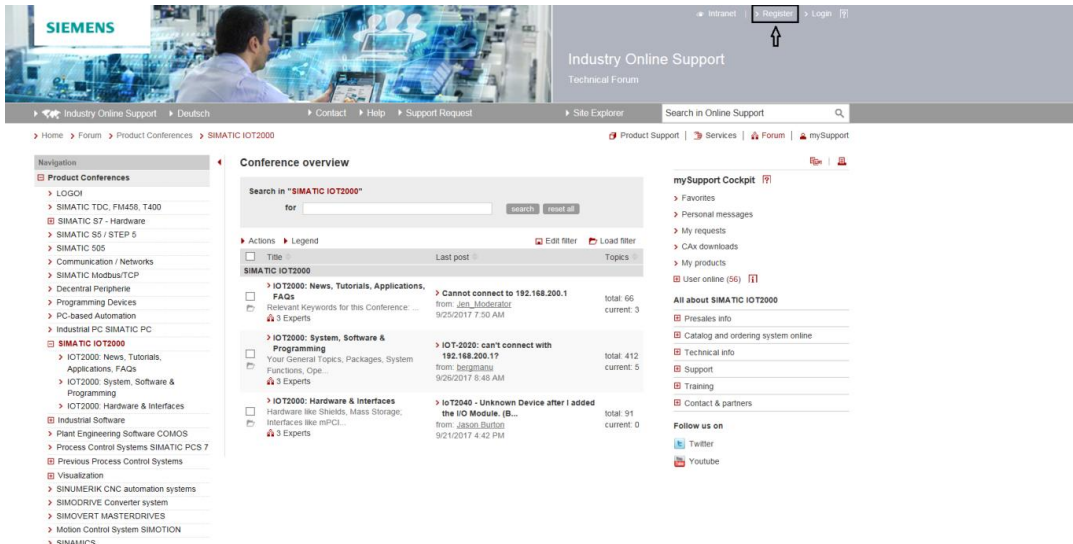 SIEMENS
Intranet | Register Login
Industry Online Support
Technical Forum
Industry Online Support Deutsch Contact Help Support Request Site Explorer Search in Online Support
Home Forum Product Conferences SIMATIC IOT2000
Product Support | Services | Forum | mySupport
Navigation
Product Conferences
LOGO!
SIMATIC TDC, FM458, T400
SIMATIC S7 - Hardware
SIMATIC S5 / STEP 5
SIMATIC 505
Communication / Networks
SIMATIC Modbus/TCP
Decentral Peripherie
Programming Devices
PC-based Automation
Industrial PC SIMATIC PC
SIMATIC IOT2000
IOT2000: News, Tutorials,
Applications, FAQs
IOT2000: System, Software &
Programming
IOT2000: Hardware & Interfaces
Industrial Software
Plant Engineering Software COMOS
Process Control Systems SIMATIC PCS 7
Previous Process Control Systems
Visualization
SINUMERIK CNC automation systems
SIMODRIVE Converter system
SIMOVERT MASTERDRIVES
Motion Control System SIMOTION
SINAMICS
Conference overview
Search in "SIMATIC IOT2000"
for search reset all
Actions Legend Edit filter Load filter
Title Last post Topics
SIMATIC IOT2000
IOT2000: News, Tutorials, Applications,
FAQs
Relevant Keywords for this Conference: ...
3 Experts
Cannot connect to 192.168.200.1
from: Jen_Moderator
9/25/2017 7:50 AM
total: 66
current: 3
IOT2000: System, Software &
Programming
Your General Topics, Packages, System
Functions, Ope...
3 Experts
IOT-2020: can't connect with
192.168.200.1?
from: bergmanu
9/26/2017 8:48 AM
total: 412
current: 5
IOT2000: Hardware & Interfaces
Hardware like Shields, Mass Storage;
Interfaces like mPCI...
3 Experts
IoT2040 - Unknown Device after I added
the I/O Module. (B...
from: Jason Burton
9/21/2017 4:42 PM
total: 91
current: 0
mySupport Cockpit
Favorites
Personal messages
My requests
CAx downloads
My products
User online (56)
All about SIMATIC IOT2000
Presales info
Catalog and ordering system online
Technical info
Support
Training
Contact & partners
Follow us on
Twitter
Youtube